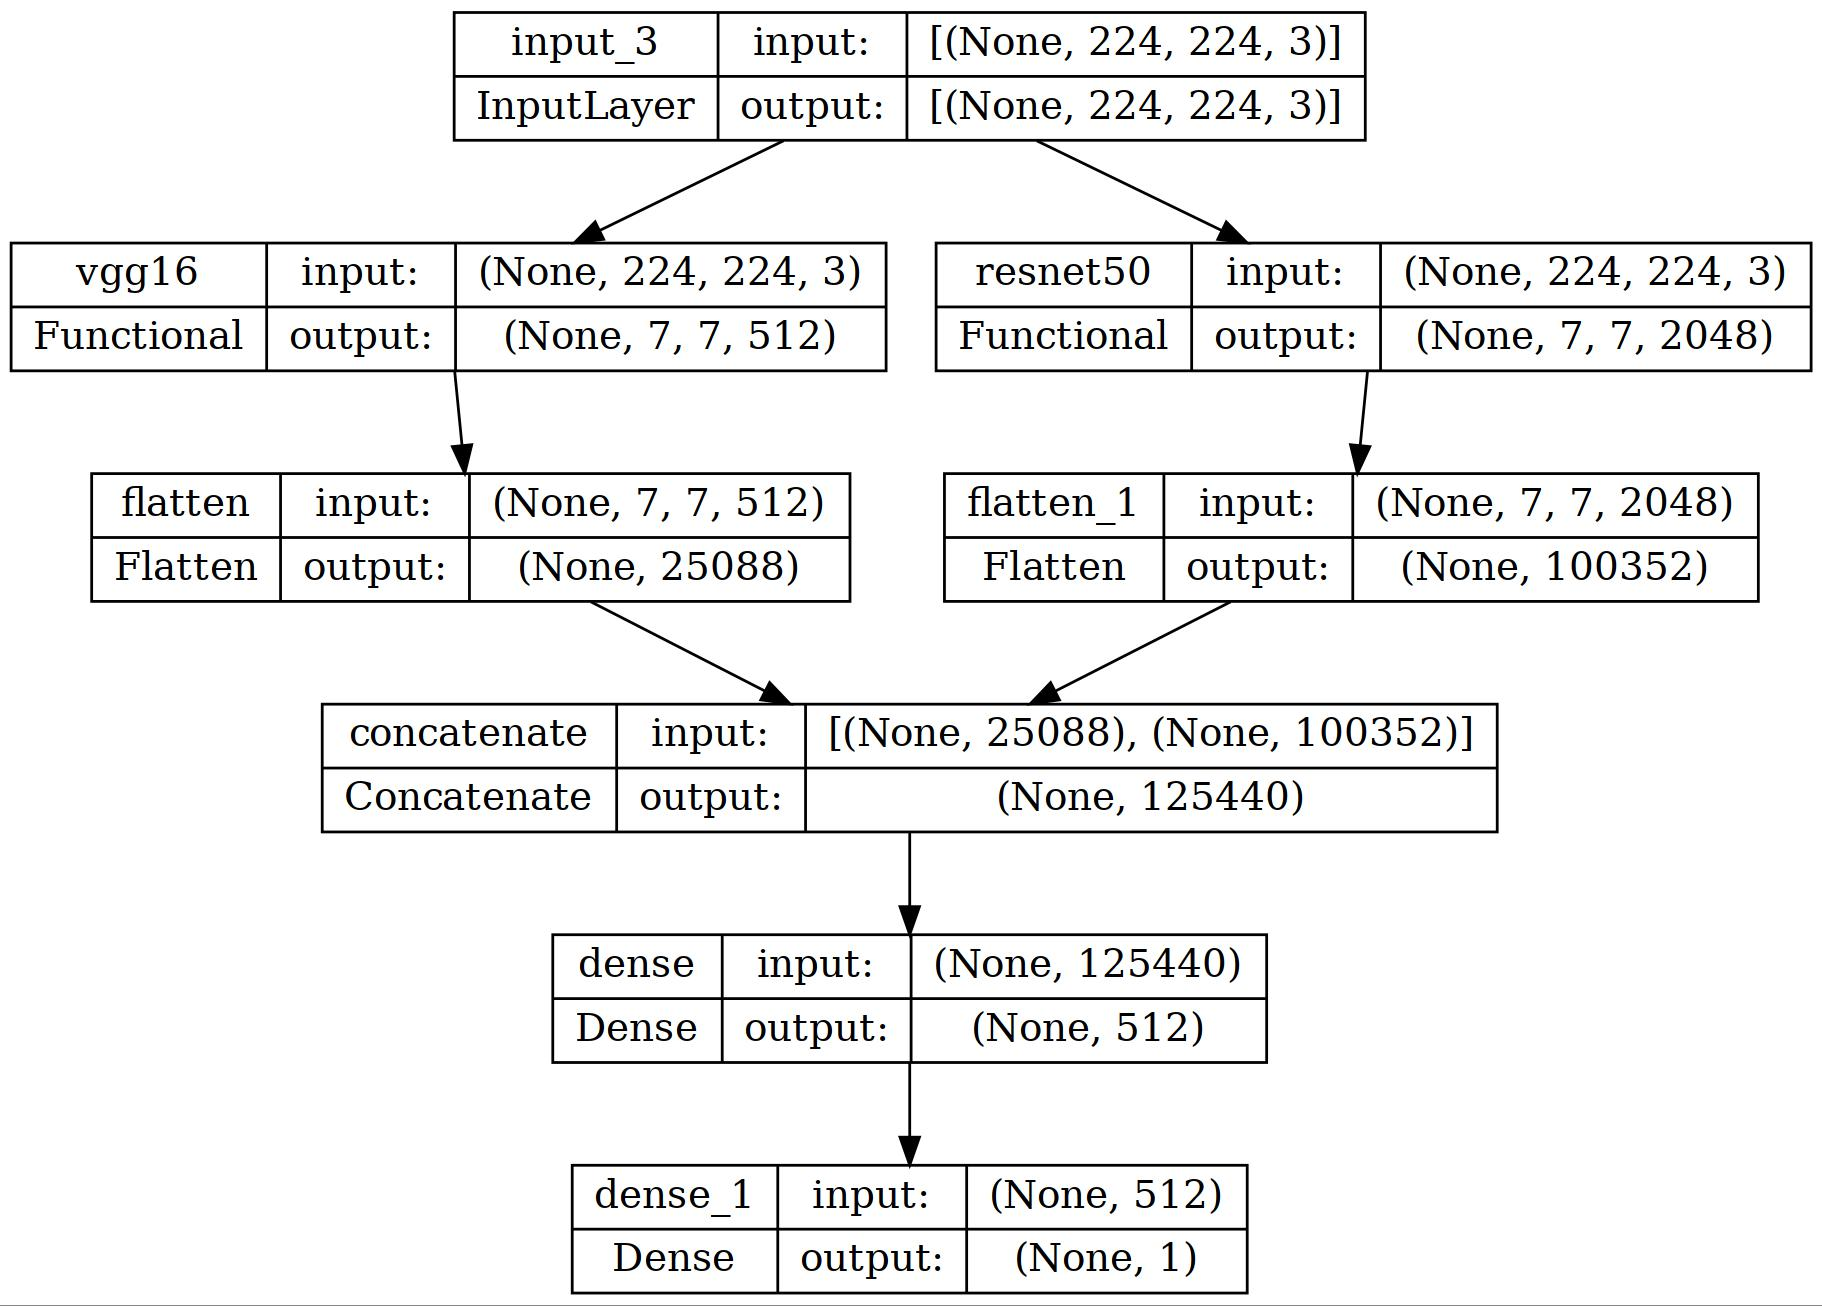 input_3 input: [(None, 224, 224, 3)]
InputLayer output: [(None, 224, 224, 3)]
vgg16 input: (None, 224, 224, 3)
Functional output: (None, 7, 7, 512)
resnet50 input: (None, 224, 224, 3)
Functional output: (None, 7, 7, 2048)
flatten input: (None, 7, 7, 512)
Flatten output: (None, 25088)
flatten_1 input: (None, 7, 7, 2048)
Flatten output: (None, 100352)
concatenate input: [(None, 25088), (None, 100352)]
Concatenate output: (None, 125440)
dense input: (None, 125440)
Dense output: (None, 512)
dense_1 input: (None, 512)
Dense output: (None, 1)